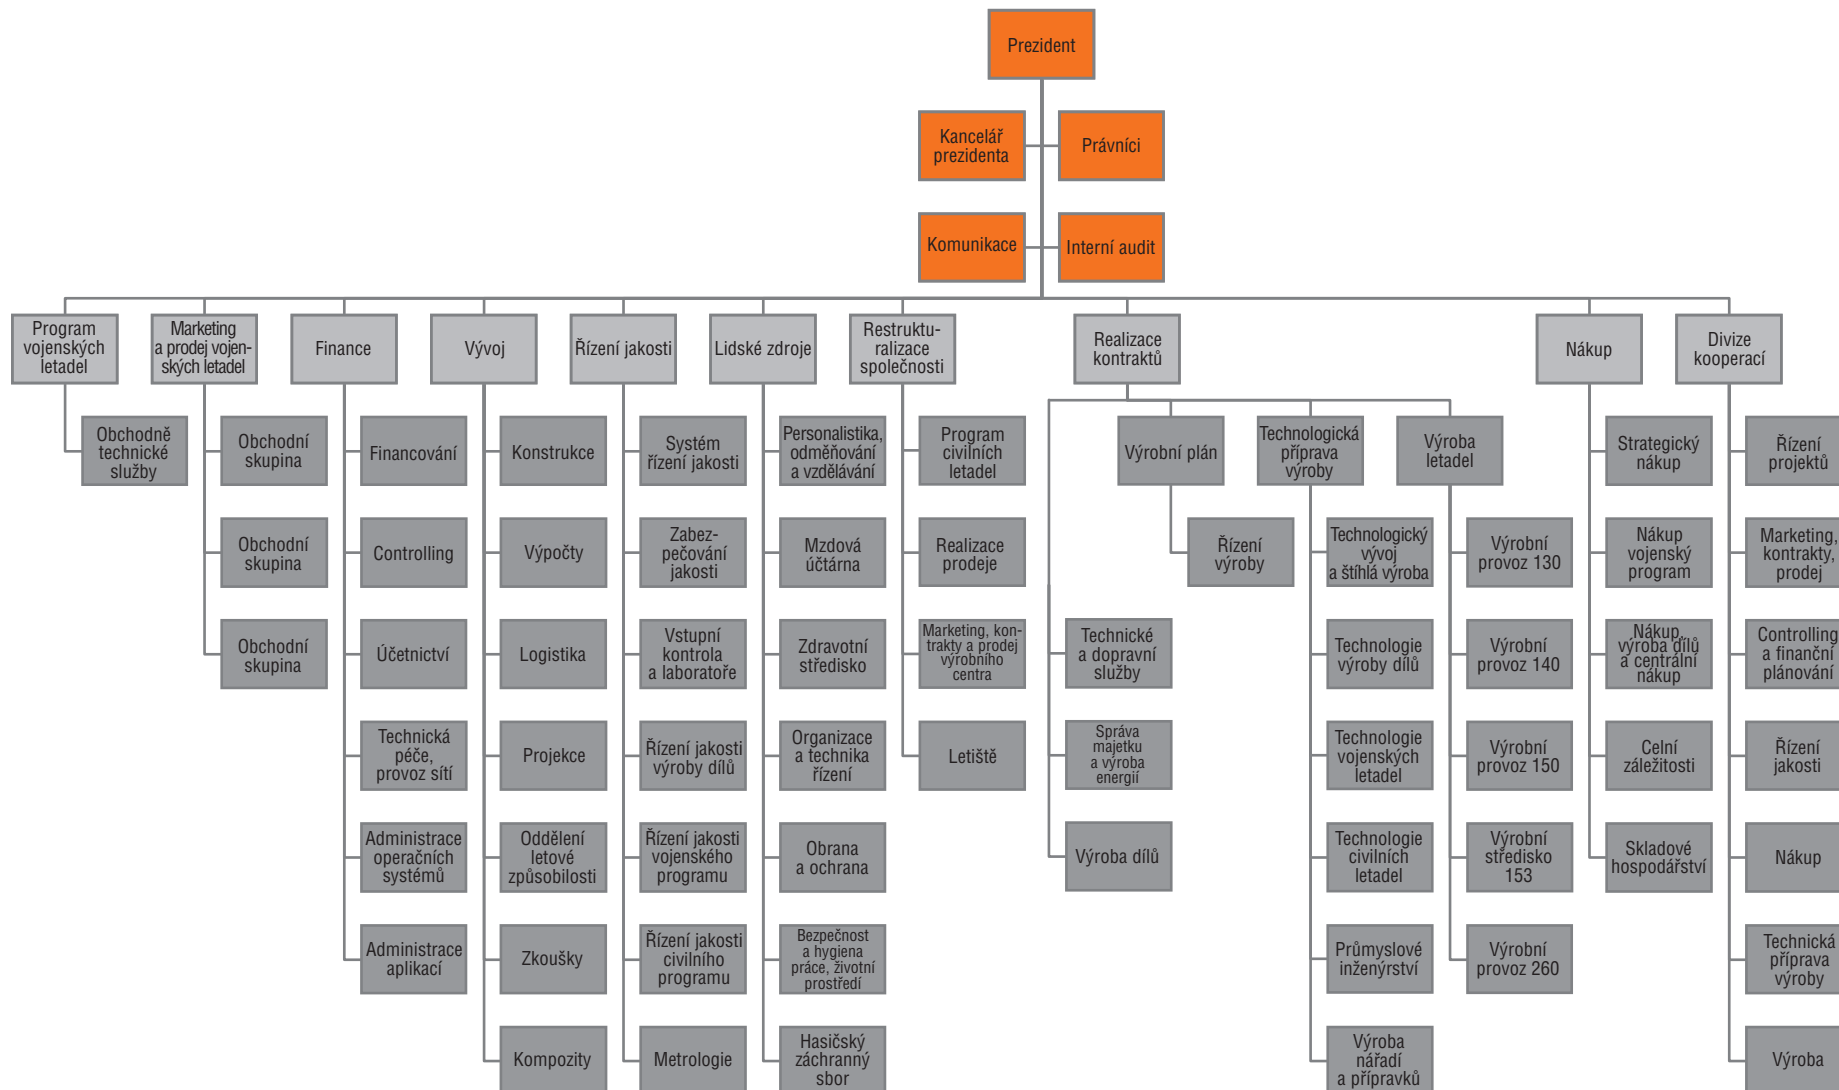 Prezident
Kancelář
prezidenta
Právníci
Komunikace
Interní audit
Program
vojenských
letadel
Marketing
a prodej vojen-
ských letadel
Finance
Vývoj
Řízení jakosti
Lidské zdroje
Restruktu-
ralizace
společnosti
Realizace
kontraktů
Nákup
Divize
kooperací
Obchodně
technické
služby
Obchodní
skupina
Financování
Konstrukce
Systém
řízení jakosti
Personalistika,
odměňování
a vzdělávání
Program
civilních
letadel
Výrobní plán
Technologická
příprava
výroby
Výroba
letadel
Strategický
nákup
Řízení
projektů
Obchodní
skupina
Controlling
Výpočty
Zabez-
pečování
jakosti
Mzdová
účtárna
Realizace
prodeje
Řízení
výroby
Technologický
vývoj
a štíhlá výroba
Výrobní
provoz 130
Nákup
vojenský
program
Marketing,
kontrakty,
prodej
Obchodní
skupina
Účetnictví
Logistika
Vstupní
kontrola
a laboratoře
Zdravotní
středisko
Marketing, kon-
trakty a prodej
výrobního
centra
Technické
a dopravní
služby
Technologie
výroby dílů
Výrobní
provoz 140
Nákup,
výroba dílů
a centrální
nákup
Controlling
a finanční
plánování
Technická
péče,
provoz sítí
Projekce
Řízení jakosti
výroby dílů
Organizace
a technika
řízení
Letiště
Správa
majetku
a výroba
energií
Technologie
vojenských
letadel
Výrobní
provoz 150
Celní
záležitosti
Řízení
jakosti
Administrace
operačních
systémů
Oddělení
letové
způsobilosti
Řízení jakosti
vojenského
programu
Obrana
a ochrana
Výroba dílů
Technologie
civilních
letadel
Výrobní
středisko
153
Skladové
hospodářství
Nákup
Administrace
aplikací
Zkoušky
Řízení jakosti
civilního
programu
Bezpečnost
a hygiena
práce, životní
prostředí
Průmyslové
inženýrství
Výrobní
provoz 260
Technická
příprava
výroby
Kompozity
Metrologie
Hasičský
záchranný
sbor
Výroba
nářadí
a přípravků
Výroba